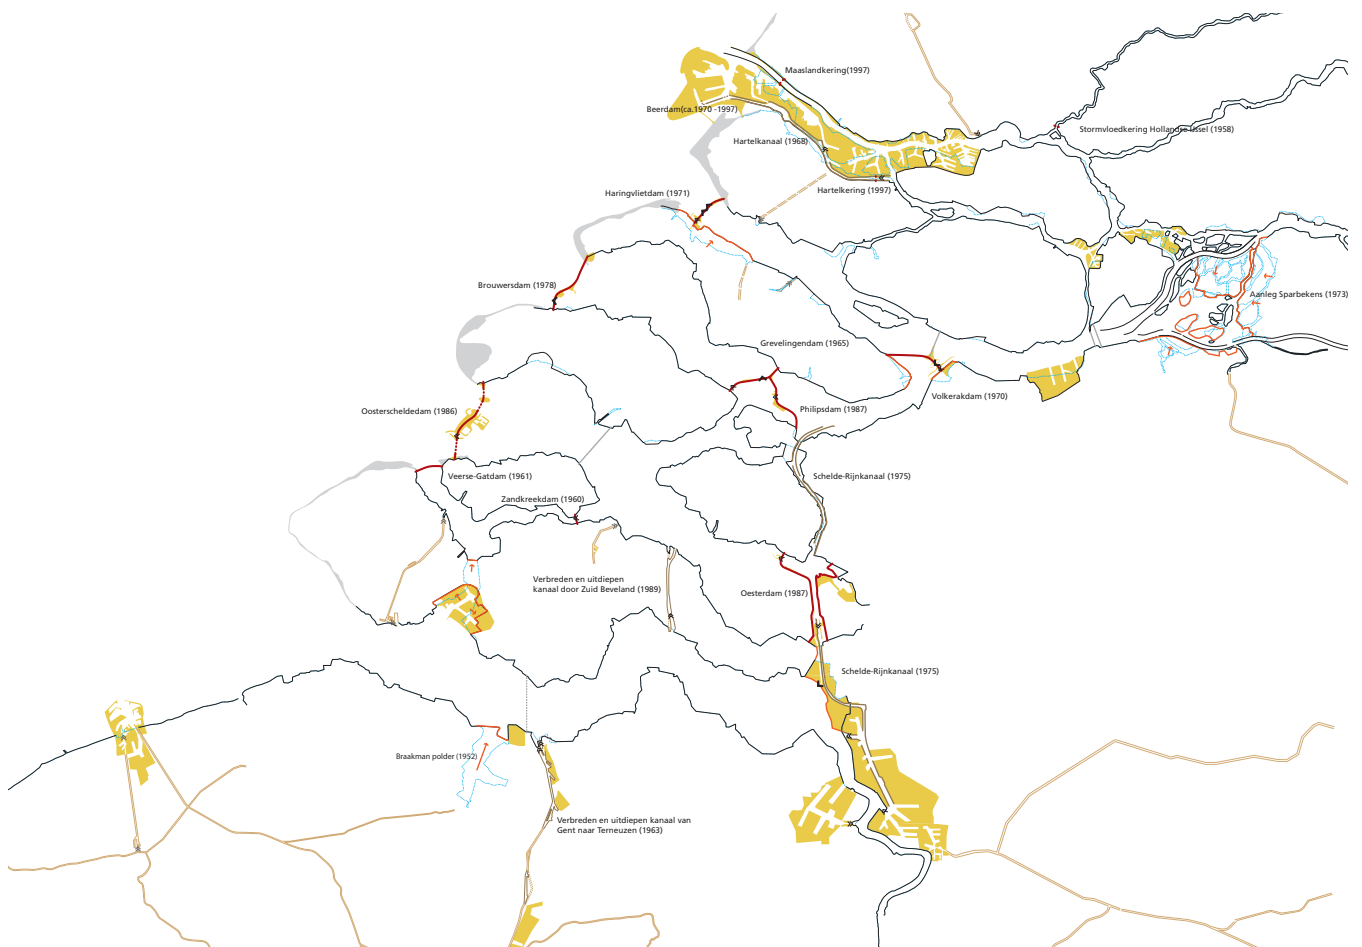 Maaslandkering(1997)
Beerdam(ca.1970 -1997)
Stormvloedkering Hollandse IJssel (1958)
Hartelkanaal (1968)
Hartelkering (1997)
Haringvlietdam (1971)
Brouwersdam (1978)
Aanleg Sparbekens (1973)
Grevelingendam (1965)
Volkerakdam (1970)
Oosterscheldedam (1986)
Philipsdam (1987)
Veerse-Gatdam (1961)
Schelde-Rijnkanaal (1975)
Zandkreekdam (1960)
Verbreden en uitdiepen
kanaal door Zuid Beveland (1989)
Oesterdam (1987)
Schelde-Rijnkanaal (1975)
Braakman polder (1952)
Verbreden en uitdiepen kanaal van
Gent naar Terneuzen (1963)